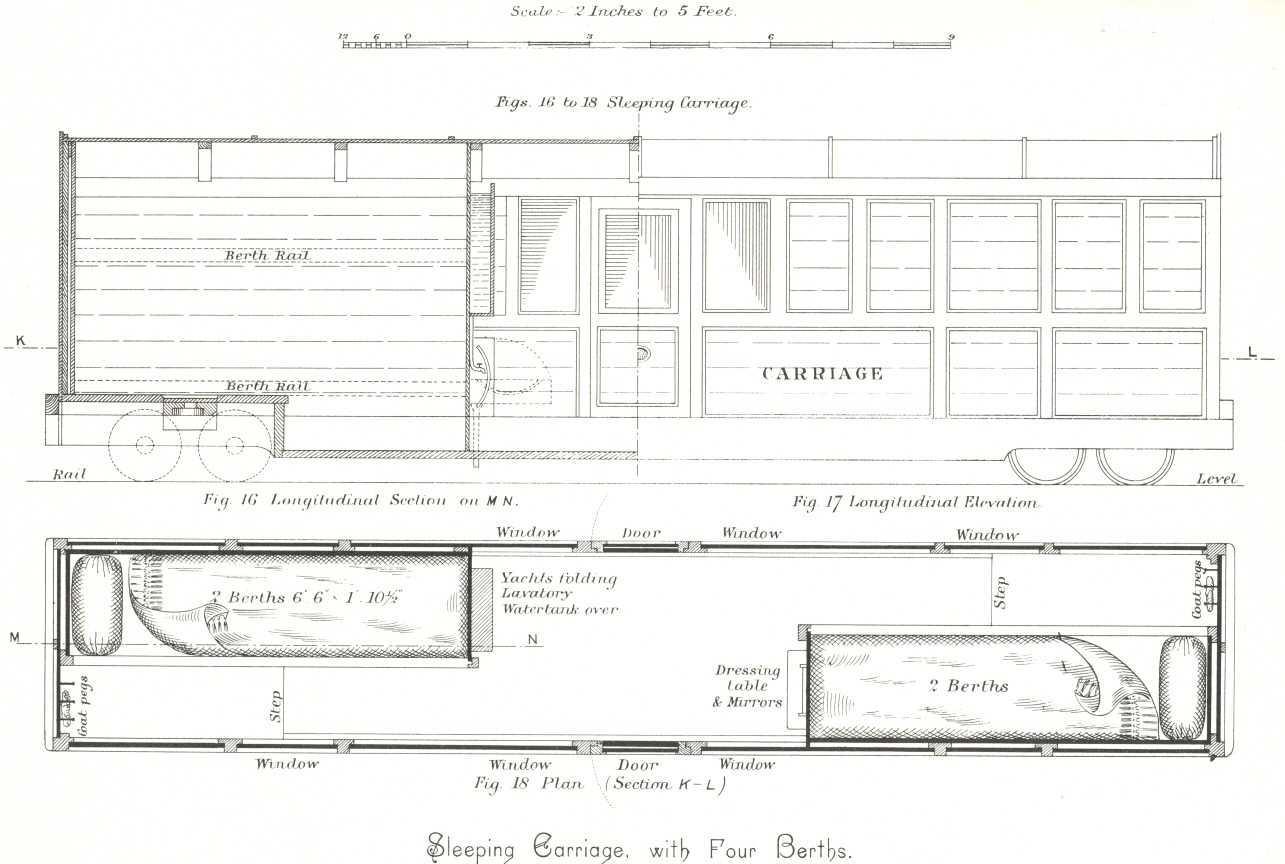 Scale:- 2 Inches to 5 Feet.
12 6 0 3 6 9
Figs. 16 to 18 Sleeping Carriage.
Berth Rail
K
L
CARRIAGE
Berth Rail
Rail
Level
Fig. 16 Longitudinal Section on MN.
Fig. 17 Longitudinal Elevation.
Window Door Window Window
Yachts folding
Lavatory
Watertank over
2 Berths 6' 6" × 1'. 10½"
Step
Coat pegs
M
N
Dressing
table
& Mirrors
2 Berths
Coat pegs
Step
Window Window Door Window
Fig. 18 Plan (Section K-L)
Sleeping Carriage, with Four Berths.